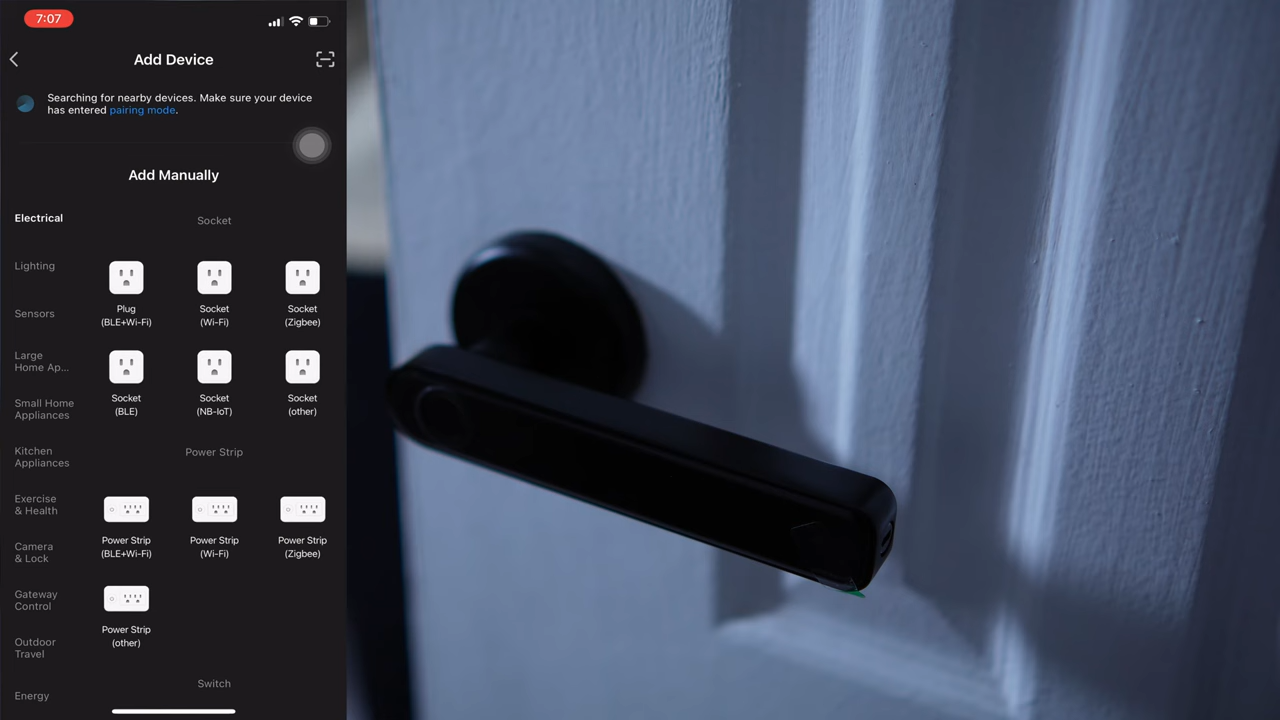 7:07
Add Device
Searching for nearby devices. Make sure your device
has entered pairing mode.
Add Manually
Electrical
Lighting
Sensors
Large
Home Ap...
Small Home
Appliances
Kitchen
Appliances
Exercise
& Health
Camera
& Lock
Gateway
Control
Outdoor
Travel
Energy
Socket
Plug
(BLE+Wi-Fi)
Socket
(Wi-Fi)
Socket
(Zigbee)
Socket
(BLE)
Socket
(NB-IoT)
Socket
(other)
Power Strip
Power Strip
(BLE+Wi-Fi)
Power Strip
(Wi-Fi)
Power Strip
(Zigbee)
Power Strip
(other)
Switch